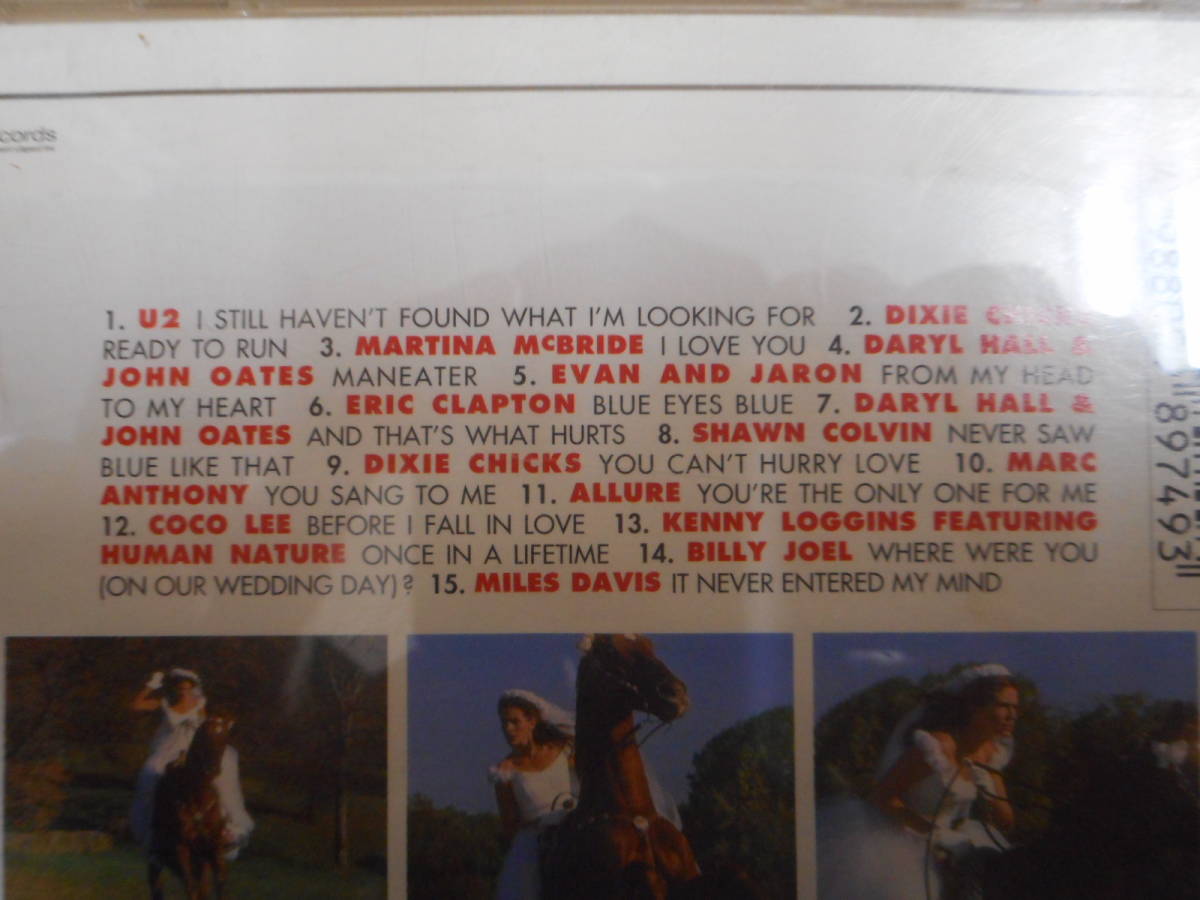 cords
1. U2 I STILL HAVEN'T FOUND WHAT I'M LOOKING FOR 2. DIXIE CHICKS
READY TO RUN 3. MARTINA McBRIDE I LOVE YOU 4. DARYL HALL &
JOHN OATES MANEATER 5. EVAN AND JARON FROM MY HEAD
TO MY HEART 6. ERIC CLAPTON BLUE EYES BLUE 7. DARYL HALL &
JOHN OATES AND THAT'S WHAT HURTS 8. SHAWN COLVIN NEVER SAW
BLUE LIKE THAT 9. DIXIE CHiCKS YOU CAN'T HURRY LOVE 10. MARC
ANTHONY YOU SANG TO ME 11. ALLURE YOU'RE THE ONLY ONE FOR ME
12. COCO LEE BEFORE I FALL IN LOVE 13. KENNY LOGGINS FEATURING
HUMAN NATURE ONCE IN A LIFETIME 14. BILLY JOEL WHERE WERE YOU
(ON OUR WEDDING DAY)? 15. MILES DAVIS IT NEVER ENTERED MY MIND
897493